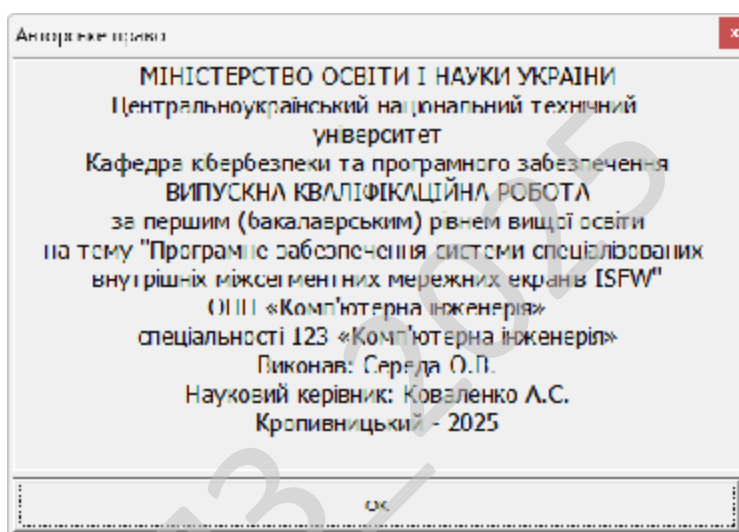 Авторське право
МІНІСТЕРСТВО ОСВІТИ І НАУКИ УКРАЇНИ
Центральноукраїнський національний технічний
університет
Кафедра кібербезпеки та програмного забезпечення
ВИПУСКНА КВАЛІФІКАЦІЙНА РОБОТА
за першим (бакалаврським) рівнем вищої освіти
на тему "Програмне забезпечення системи спеціалізованих
внутрішніх міжсегментних мережних екранів ISFW"
ОПП «Комп'ютерна інженерія»
спеціальності 123 «Комп'ютерна інженерія»
Виконав: Середа О.В.
Науковий керівник: Коваленко А.С.
Кропивницький - 2025
ОК
3_2025